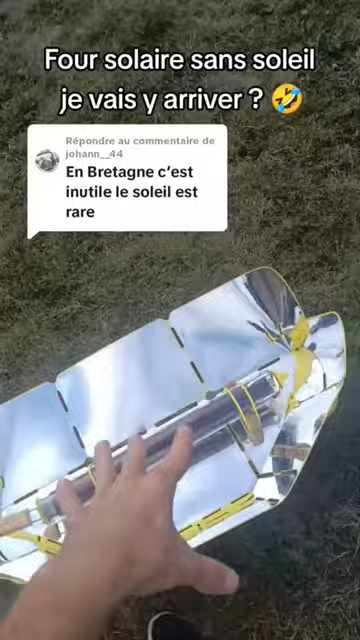 Four solaire sans soleil
je vais y arriver ? 🤣
Répondre au commentaire de
johann__44
En Bretagne c'est
inutile le soleil est
rare